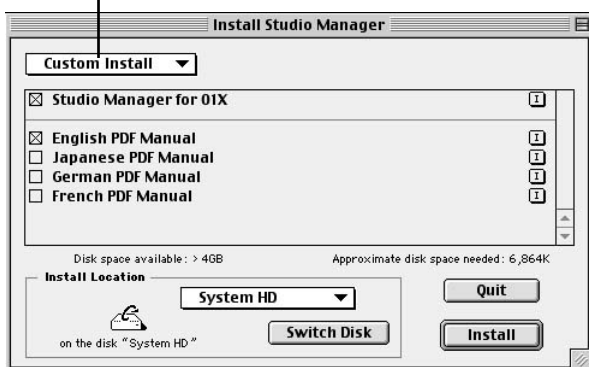 Install Studio Manager
Custom Install
Studio Manager for 01X
I
English PDF Manual
I
Japanese PDF Manual
I
German PDF Manual
I
French PDF Manual
I
Disk space available: > 4GB
Approximate disk space needed: 6,864K
Install Location
System HD
Quit
on the disk "System HD"
Switch Disk
Install